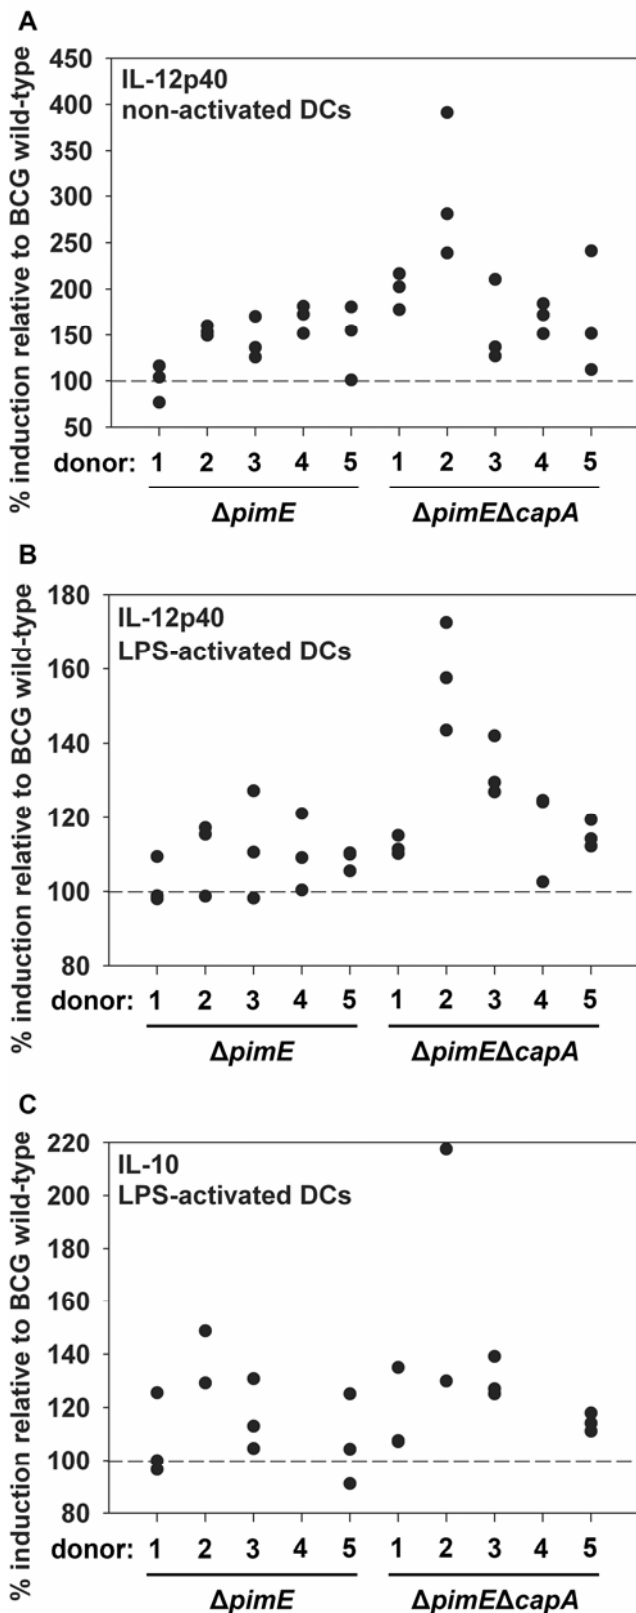 A
% induction relative to BCG wild-type
IL-12p40
non-activated DCs
450
400
350
300
250
200
150
100
50
donor: 1 2 3 4 5 1 2 3 4 5
ΔpimE ΔpimEΔcapA
B
% induction relative to BCG wild-type
IL-12p40
LPS-activated DCs
180
160
140
120
100
80
donor: 1 2 3 4 5 1 2 3 4 5
ΔpimE ΔpimEΔcapA
C
% induction relative to BCG wild-type
IL-10
LPS-activated DCs
220
200
180
160
140
120
100
80
donor: 1 2 3 4 5 1 2 3 4 5
ΔpimE ΔpimEΔcapA